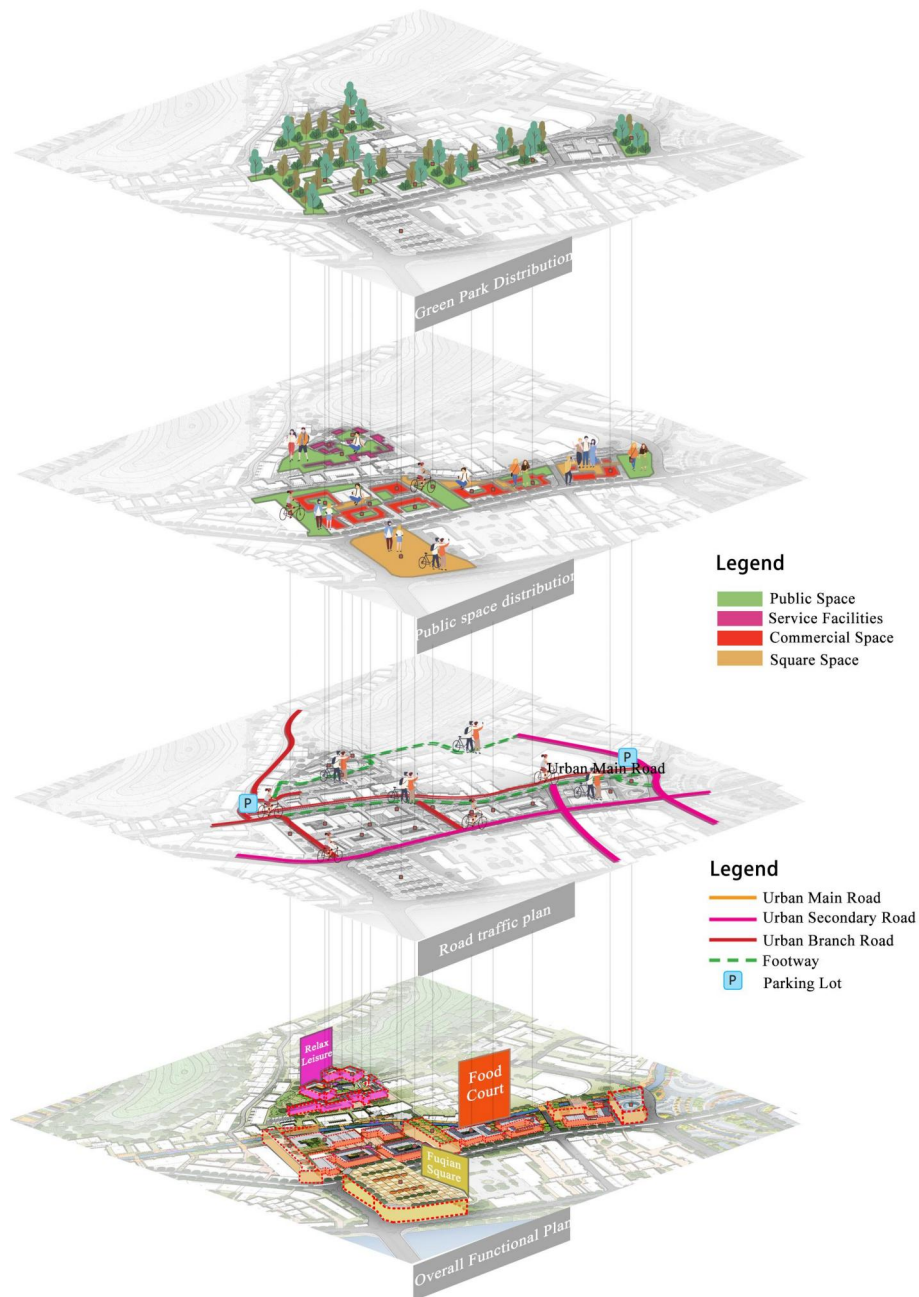 Green Park Distribution
Public space distribution
Legend
Public Space
Service Facilities
Commercial Space
Square Space
P
Urban Main Road
P
Road traffic plan
Legend
Urban Main Road
Urban Secondary Road
Urban Branch Road
Footway
P
Parking Lot
Relax
Leisure
Food
Court
Fuqian
Square
Overall Functional Plan